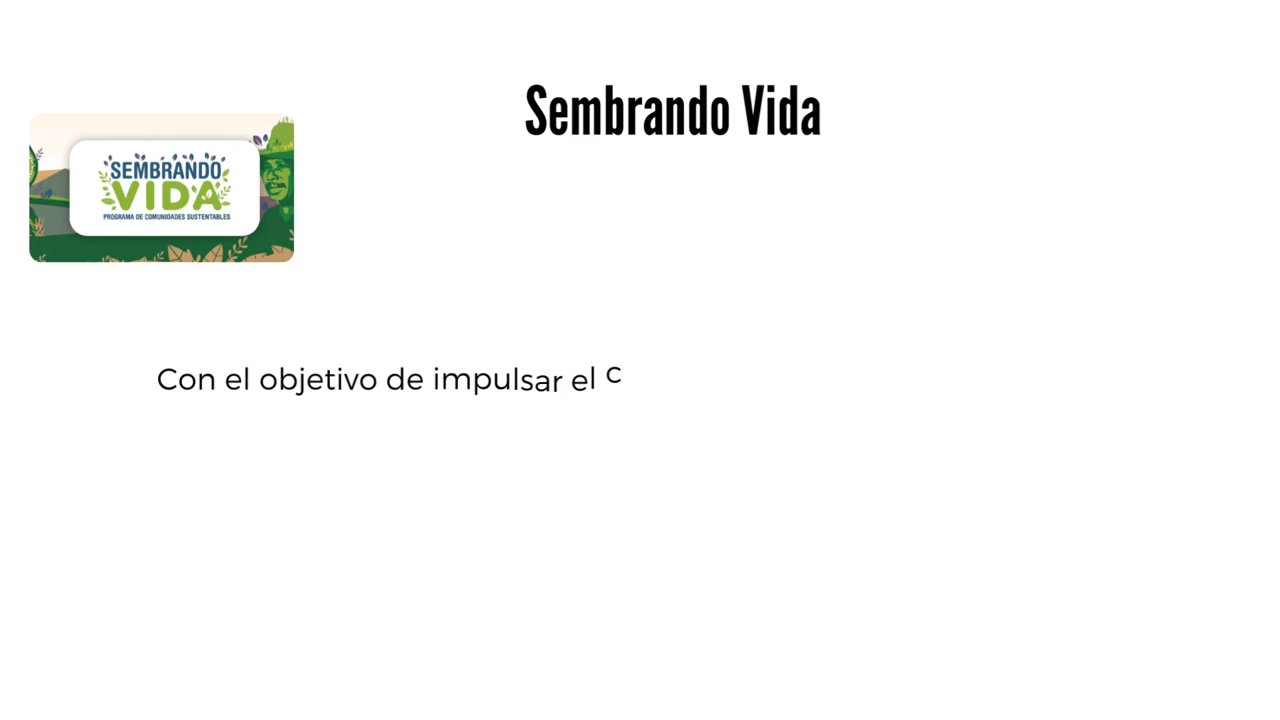 Sembrando Vida
SEMBRANDO
VIDA
PROGRAMA DE COMUNIDADES SUSTENTABLES
Con el objetivo de impulsar el c